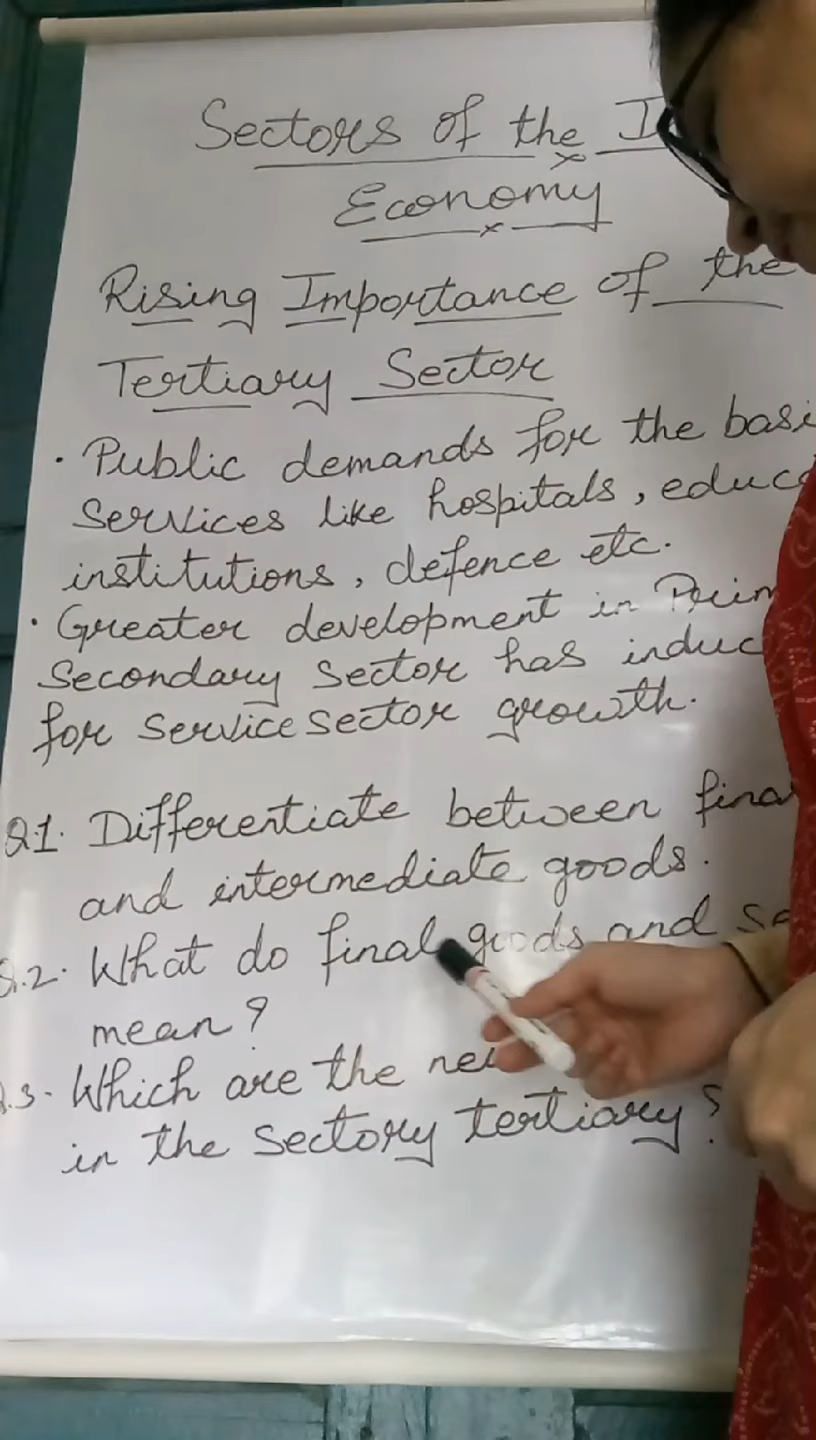 Sectors of the
Economy
Rising Importance of the
Tertiary Sector
• Public demands for the
services like hospitals,
institutions, defence etc.
• Greater development in
Secondary Sector has
for service sector growth.
Q1. Differentiate between
and intermediate goods.
Q.2. What do final goods and
mean?
Q.3. Which are the
in the sectory tertiary?